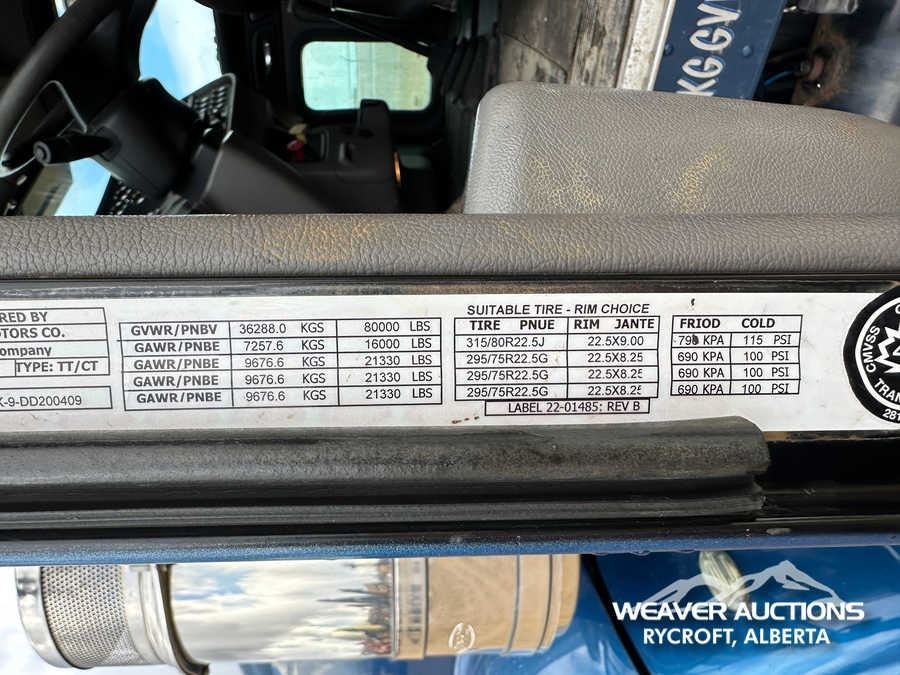 KGGV
RED BY
OTORS CO.
ompany
TYPE: TT/CT
K-9-DD200409
GVWR/PNBV 36288.0 KGS 80000 LBS
GAWR/PNBE 7257.6 KGS 16000 LBS
GAWR/PNBE 9676.6 KGS 21330 LBS
GAWR/PNBE 9676.6 KGS 21330 LBS
GAWR/PNBE 9676.6 KGS 21330 LBS
SUITABLE TIRE - RIM CHOICE
TIRE PNUE RIM JANTE
315/80R22.5J 22.5X9.00
295/75R22.5G 22.5X8.25
295/75R22.5G 22.5X8.25
295/75R22.5G 22.5X8.25
LABEL 22-01485: REV B
FRIOD COLD
790 KPA 115 PSI
690 KPA 100 PSI
690 KPA 100 PSI
690 KPA 100 PSI
CMVSS
TRAN
281
WEAVER AUCTIONS
RYCROFT, ALBERTA